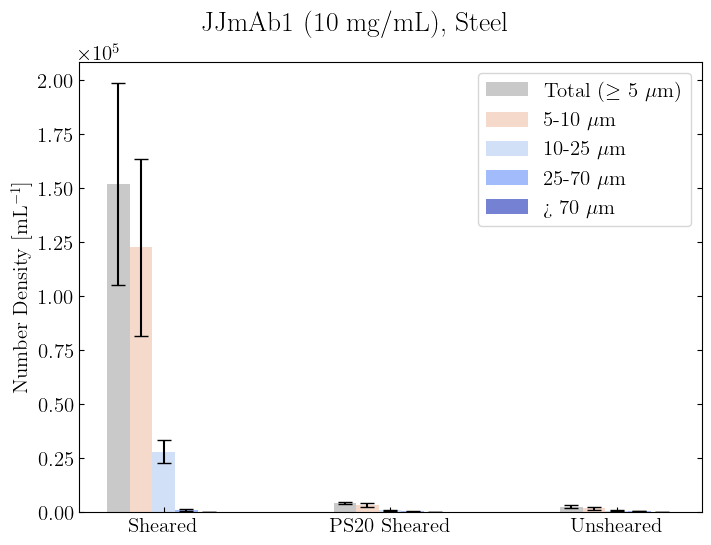 JJmAb1 (10 mg/mL), Steel
×10⁵
2.00
1.75
1.50
1.25
1.00
0.75
0.50
0.25
0.00
Number Density [mL⁻¹]
Total (≥ 5 μm)
5-10 μm
10-25 μm
25-70 μm
¿ 70 μm
Sheared
PS20 Sheared
Unsheared